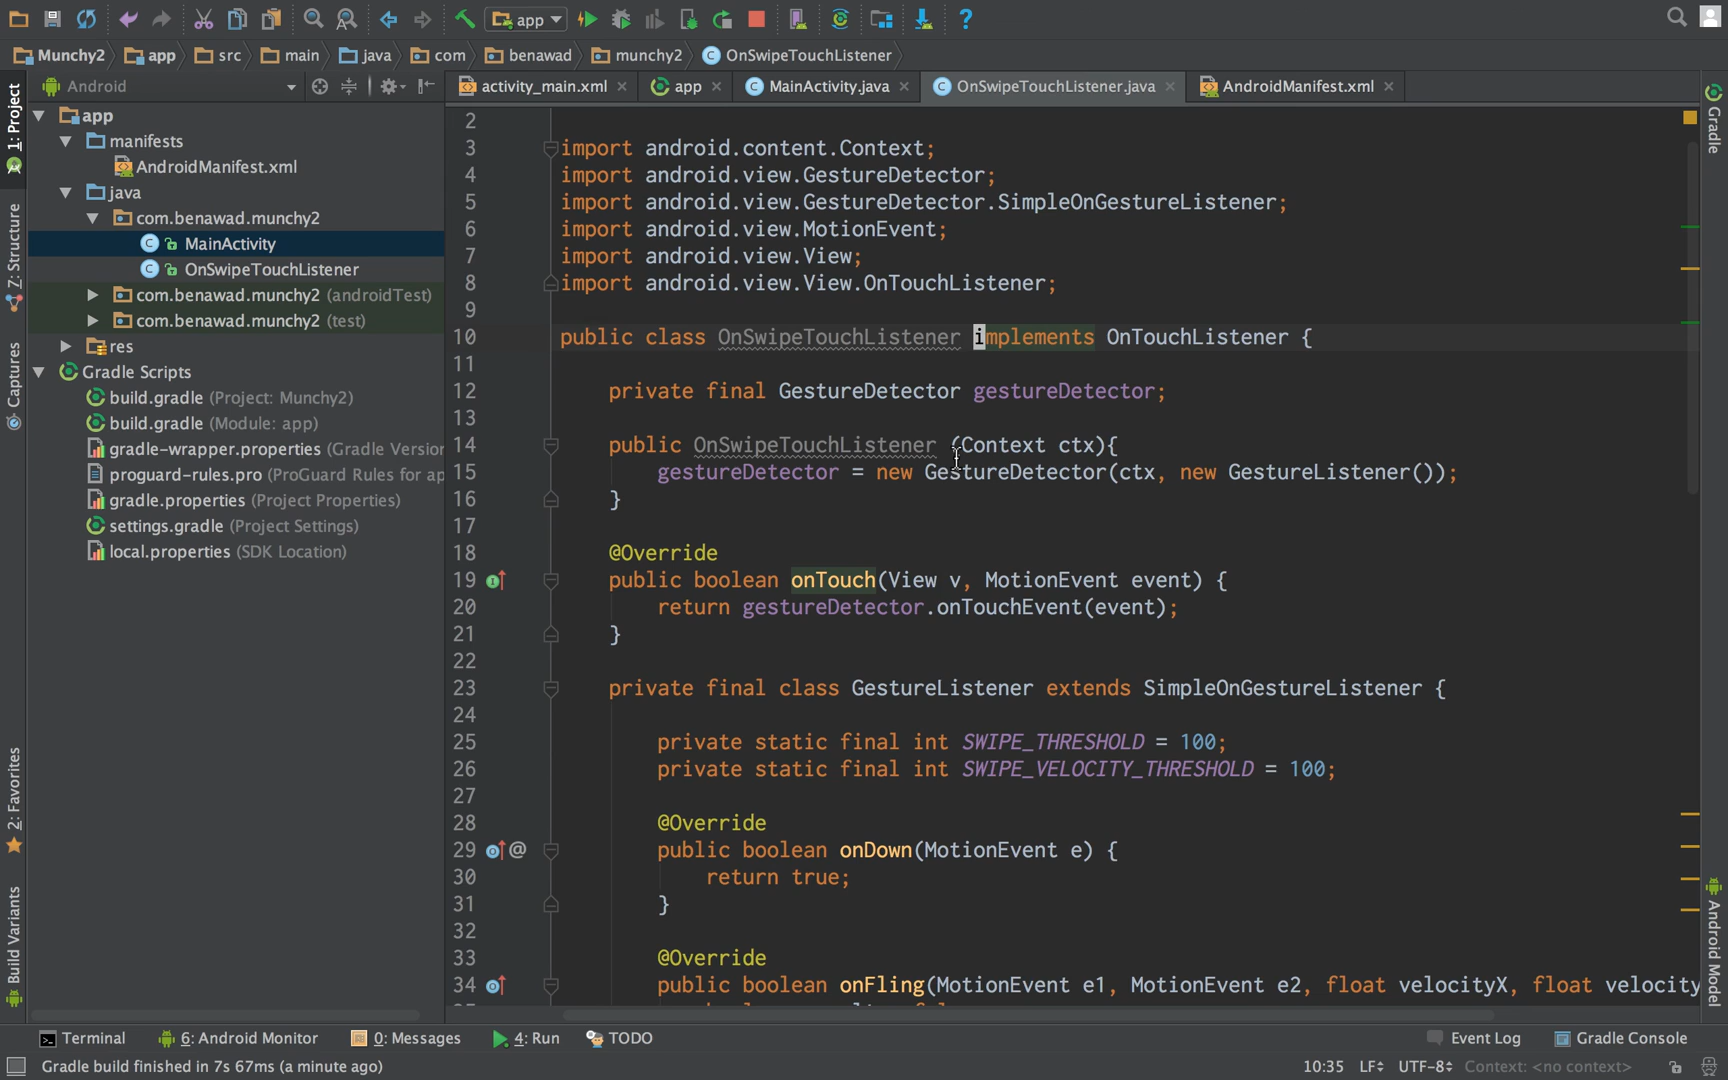 app
Munchy2 app src main java com benawad munchy2 OnSwipeTouchListener
Android
activity_main.xml app MainActivity.java OnSwipeTouchListener.java AndroidManifest.xml
1: Project
Z: Structure
Captures
2: Favorites
Build Variants
app
manifests
AndroidManifest.xml
java
com.benawad.munchy2
MainActivity
OnSwipeTouchListener
com.benawad.munchy2 (androidTest)
com.benawad.munchy2 (test)
res
Gradle Scripts
build.gradle (Project: Munchy2)
build.gradle (Module: app)
gradle-wrapper.properties (Gradle Version
proguard-rules.pro (ProGuard Rules for ap
gradle.properties (Project Properties)
settings.gradle (Project Settings)
local.properties (SDK Location)
2
3 import android.content.Context;
4 import android.view.GestureDetector;
5 import android.view.GestureDetector.SimpleOnGestureListener;
6 import android.view.MotionEvent;
7 import android.view.View;
8 import android.view.View.OnTouchListener;
9
10 public class OnSwipeTouchListener implements OnTouchListener {
11
12 private final GestureDetector gestureDetector;
13
14 public OnSwipeTouchListener (Context ctx){
15 gestureDetector = new GestureDetector(ctx, new GestureListener());
16 }
17
18 @Override
19 public boolean onTouch(View v, MotionEvent event) {
20 return gestureDetector.onTouchEvent(event);
21 }
22
23 private final class GestureListener extends SimpleOnGestureListener {
24
25 private static final int SWIPE_THRESHOLD = 100;
26 private static final int SWIPE_VELOCITY_THRESHOLD = 100;
27
28 @Override
29 @ public boolean onDown(MotionEvent e) {
30 return true;
31 }
32
33 @Override
34 public boolean onFling(MotionEvent e1, MotionEvent e2, float velocityX, float velocity
Gradle
Android Model
Terminal 6: Android Monitor 0: Messages 4: Run TODO Event Log Gradle Console
Gradle build finished in 7s 67ms (a minute ago) 10:35 LF UTF-8 Context: <no context>